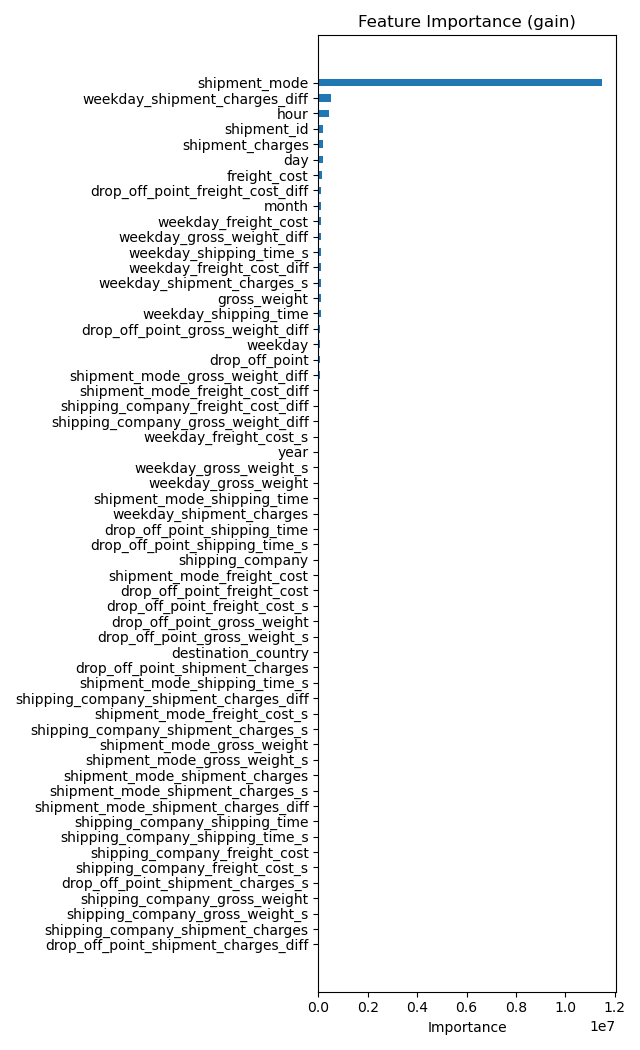 Feature Importance (gain)
shipment_mode
weekday_shipment_charges_diff
hour
shipment_id
shipment_charges
day
freight_cost
drop_off_point_freight_cost_diff
month
weekday_freight_cost
weekday_gross_weight_diff
weekday_shipping_time_s
weekday_freight_cost_diff
weekday_shipment_charges_s
gross_weight
weekday_shipping_time
drop_off_point_gross_weight_diff
weekday
drop_off_point
shipment_mode_gross_weight_diff
shipment_mode_freight_cost_diff
shipping_company_freight_cost_diff
shipping_company_gross_weight_diff
weekday_freight_cost_s
year
weekday_gross_weight_s
weekday_gross_weight
shipment_mode_shipping_time
weekday_shipment_charges
drop_off_point_shipping_time
drop_off_point_shipping_time_s
shipping_company
shipment_mode_freight_cost
drop_off_point_freight_cost
drop_off_point_freight_cost_s
drop_off_point_gross_weight
drop_off_point_gross_weight_s
destination_country
drop_off_point_shipment_charges
shipment_mode_shipping_time_s
shipping_company_shipment_charges_diff
shipment_mode_freight_cost_s
shipping_company_shipment_charges_s
shipment_mode_gross_weight
shipment_mode_gross_weight_s
shipment_mode_shipment_charges
shipment_mode_shipment_charges_s
shipment_mode_shipment_charges_diff
shipping_company_shipping_time
shipping_company_shipping_time_s
shipping_company_freight_cost
shipping_company_freight_cost_s
drop_off_point_shipment_charges_s
shipping_company_gross_weight
shipping_company_gross_weight_s
shipping_company_shipment_charges
drop_off_point_shipment_charges_diff
0.0 0.2 0.4 0.6 0.8 1.0 1.2
1e7
Importance